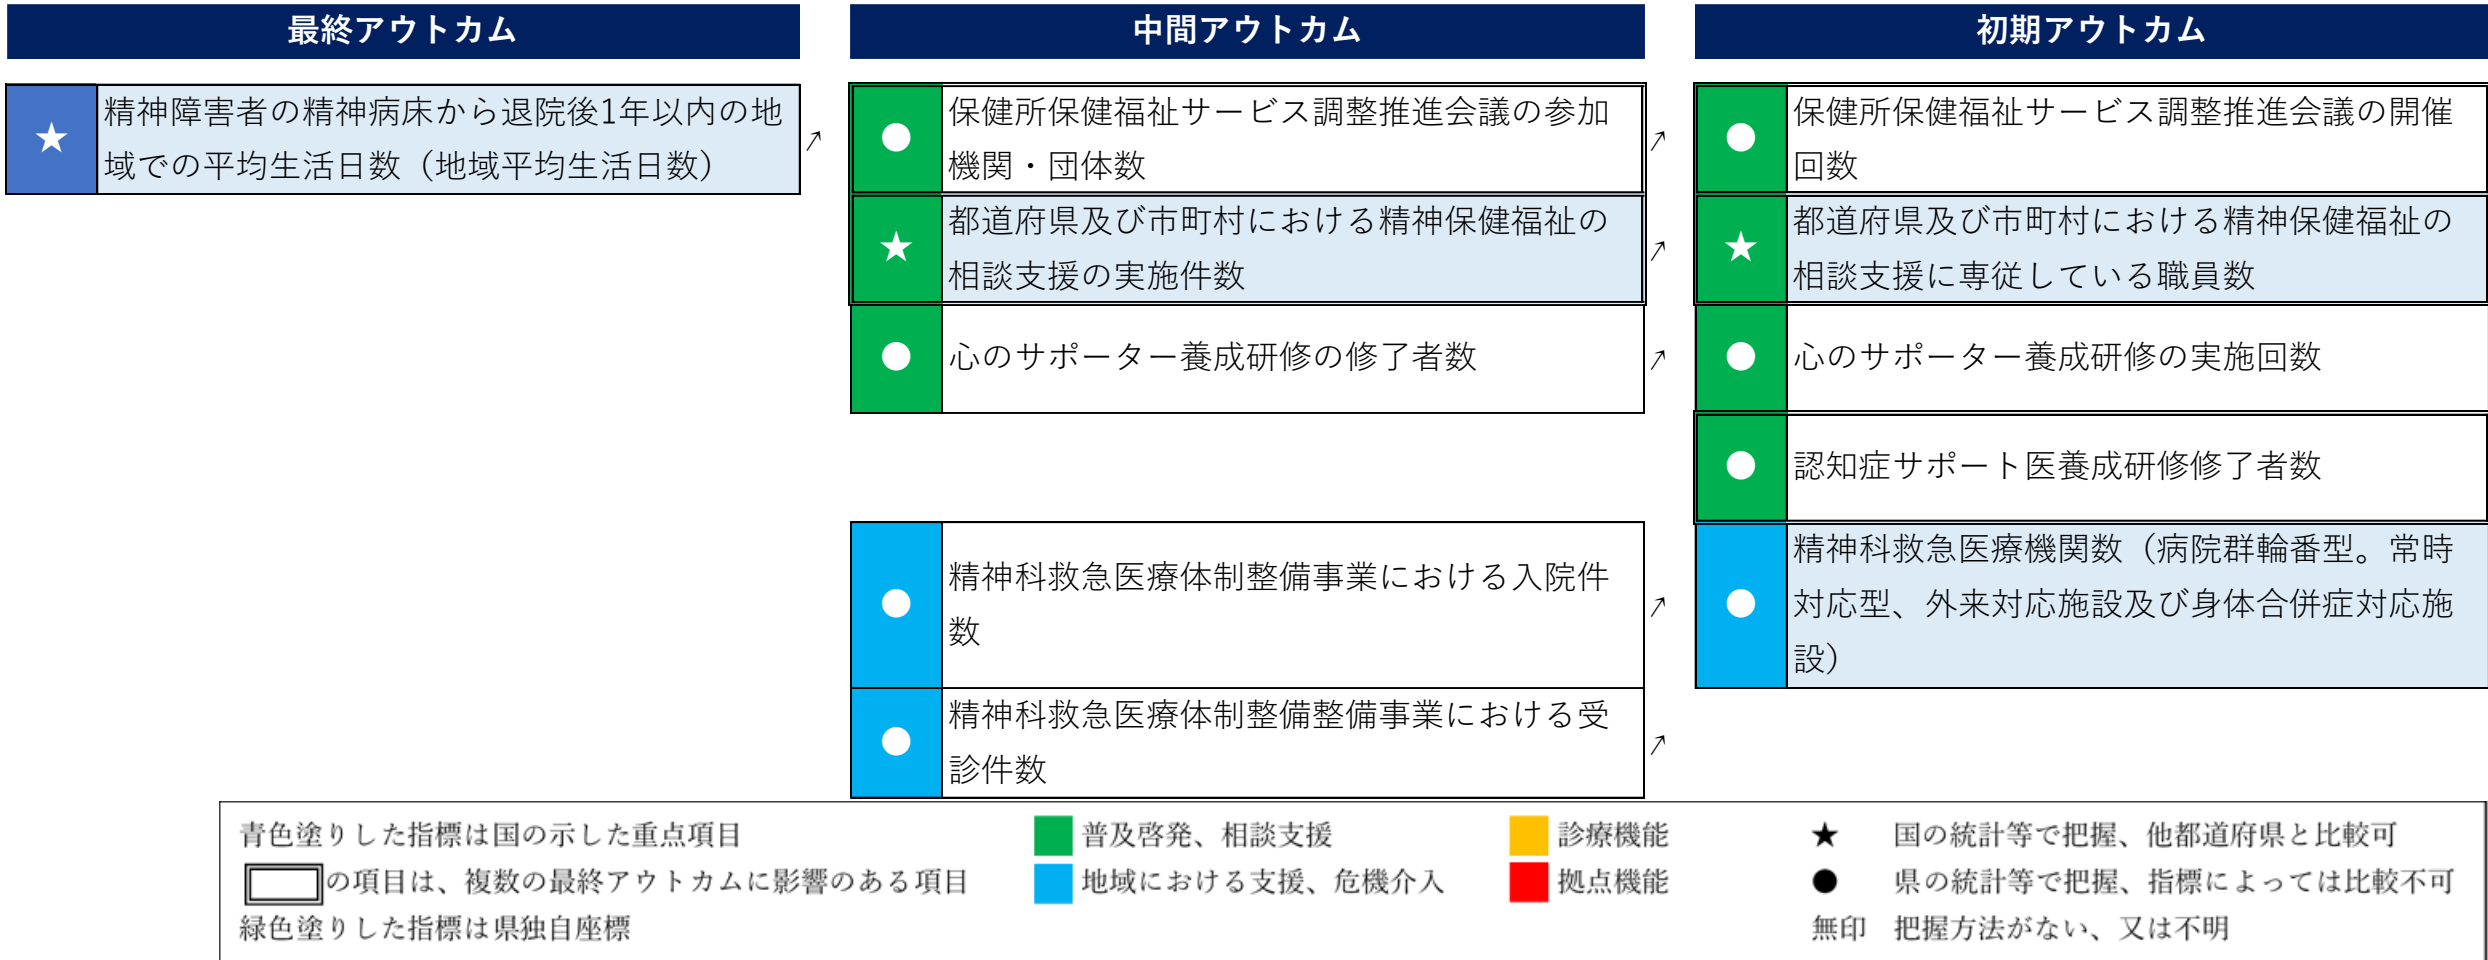 最終アウトカム
中間アウトカム
初期アウトカム
★
精神障害者の精神病床から退院後1年以内の地
域での平均生活日数（地域平均生活日数）
↗
●
保健所保健福祉サービス調整推進会議の参加
機関・団体数
↗
●
保健所保健福祉サービス調整推進会議の開催
回数
★
都道府県及び市町村における精神保健福祉の
相談支援の実施件数
↗
★
都道府県及び市町村における精神保健福祉の
相談支援に専従している職員数
●
心のサポーター養成研修の修了者数
↗
●
心のサポーター養成研修の実施回数
●
認知症サポート医養成研修修了者数
●
精神科救急医療体制整備事業における入院件
数
↗
●
精神科救急医療機関数（病院群輪番型。常時
対応型、外来対応施設及び身体合併症対応施
設）
●
精神科救急医療体制整備整備事業における受
診件数
↗
青色塗りした指標は国の示した重点項目
の項目は、複数の最終アウトカムに影響のある項目
緑色塗りした指標は県独自座標
普及啓発、相談支援
地域における支援、危機介入
診療機能
拠点機能
★ 国の統計等で把握、他都道府県と比較可
● 県の統計等で把握、指標によっては比較不可
無印 把握方法がない、又は不明